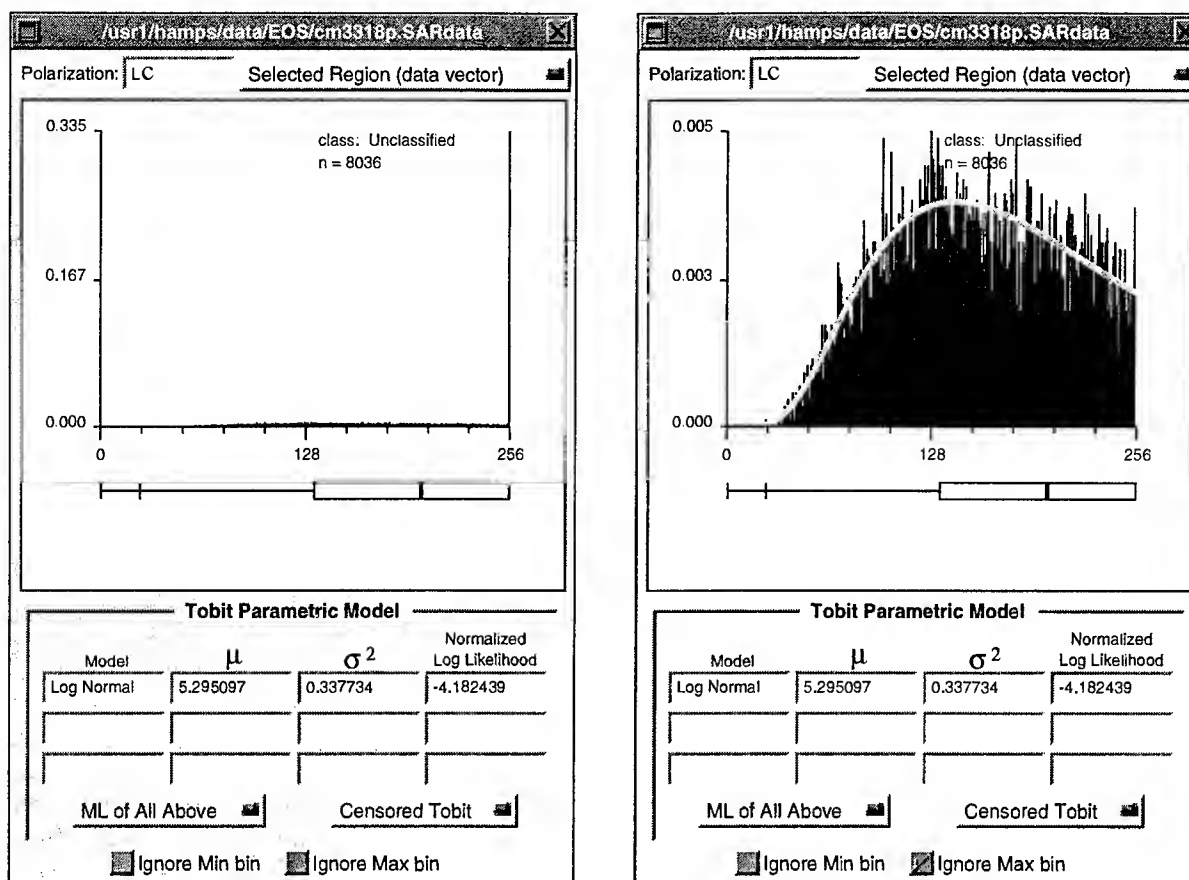 /usr1/hamps/data/EOS/cm3318p.SARdata
Polarization: LC Selected Region (data vector)
0.335
class: Unclassified
n = 8036
0.167
0.000
0 128 256
Tobit Parametric Model
Model μ σ² Normalized Log Likelihood
Log Normal 5.295097 0.337734 -4.182439
ML of All Above Censored Tobit
Ignore Min bin Ignore Max bin
/usr1/hamps/data/EOS/cm3318p.SARdata
Polarization: LC Selected Region (data vector)
0.005
class: Unclassified
n = 8036
0.003
0.000
0 128 256
Tobit Parametric Model
Model μ σ² Normalized Log Likelihood
Log Normal 5.295097 0.337734 -4.182439
ML of All Above Censored Tobit
Ignore Min bin Ignore Max bin